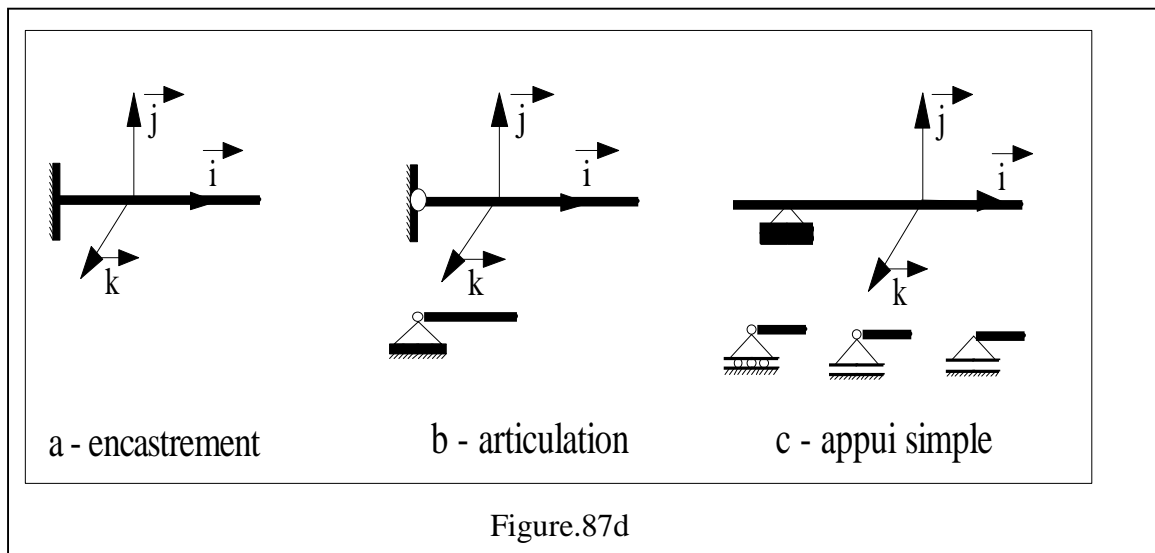 j j j
i i i
k k k
a - encastrement b - articulation c - appui simple
Figure.87d